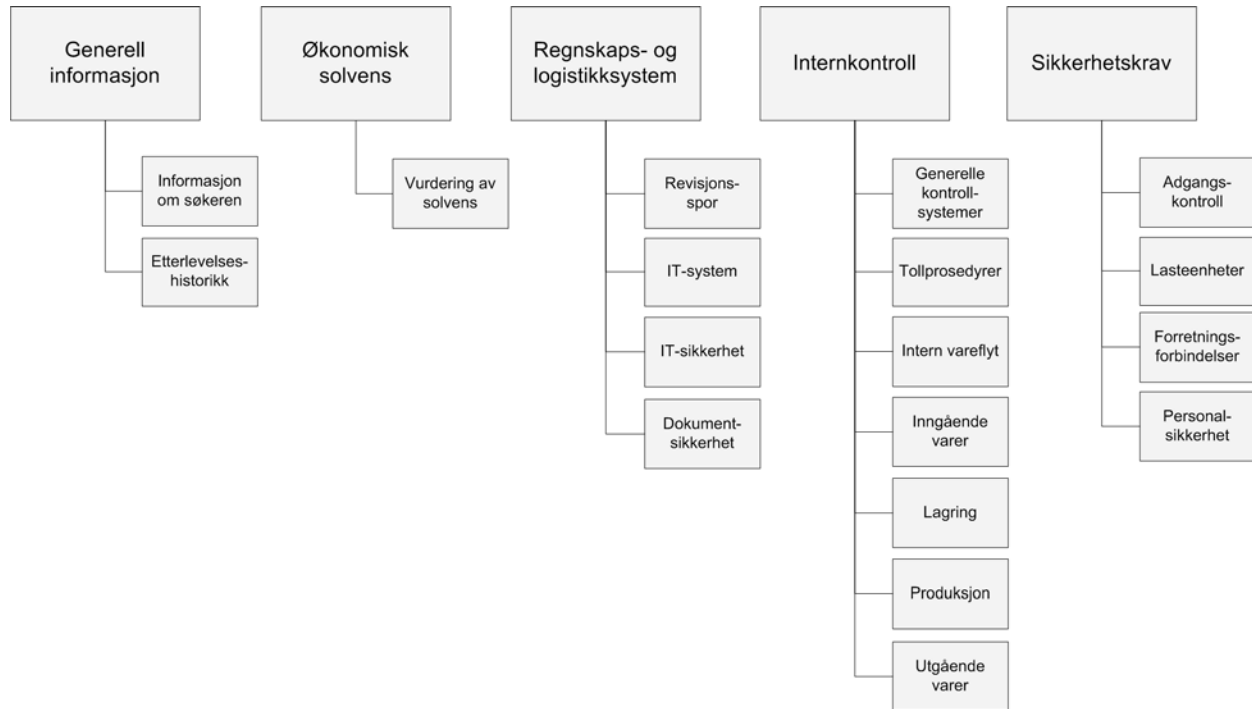 Generell
informasjon
Informasjon
om søkeren
Etterlevelses-
historikk
Økonomisk
solvens
Vurdering av
solvens
Regnskaps- og
logistikksystem
Revisjons-
spor
IT-system
IT-sikkerhet
Dokument-
sikkerhet
Internkontroll
Generelle
kontroll-
systemer
Tollprosedyrer
Intern vareflyt
Inngående
varer
Lagring
Produksjon
Utgående
varer
Sikkerhetskrav
Adgangs-
kontroll
Lasteenheter
Forretnings-
forbindelser
Personal-
sikkerhet